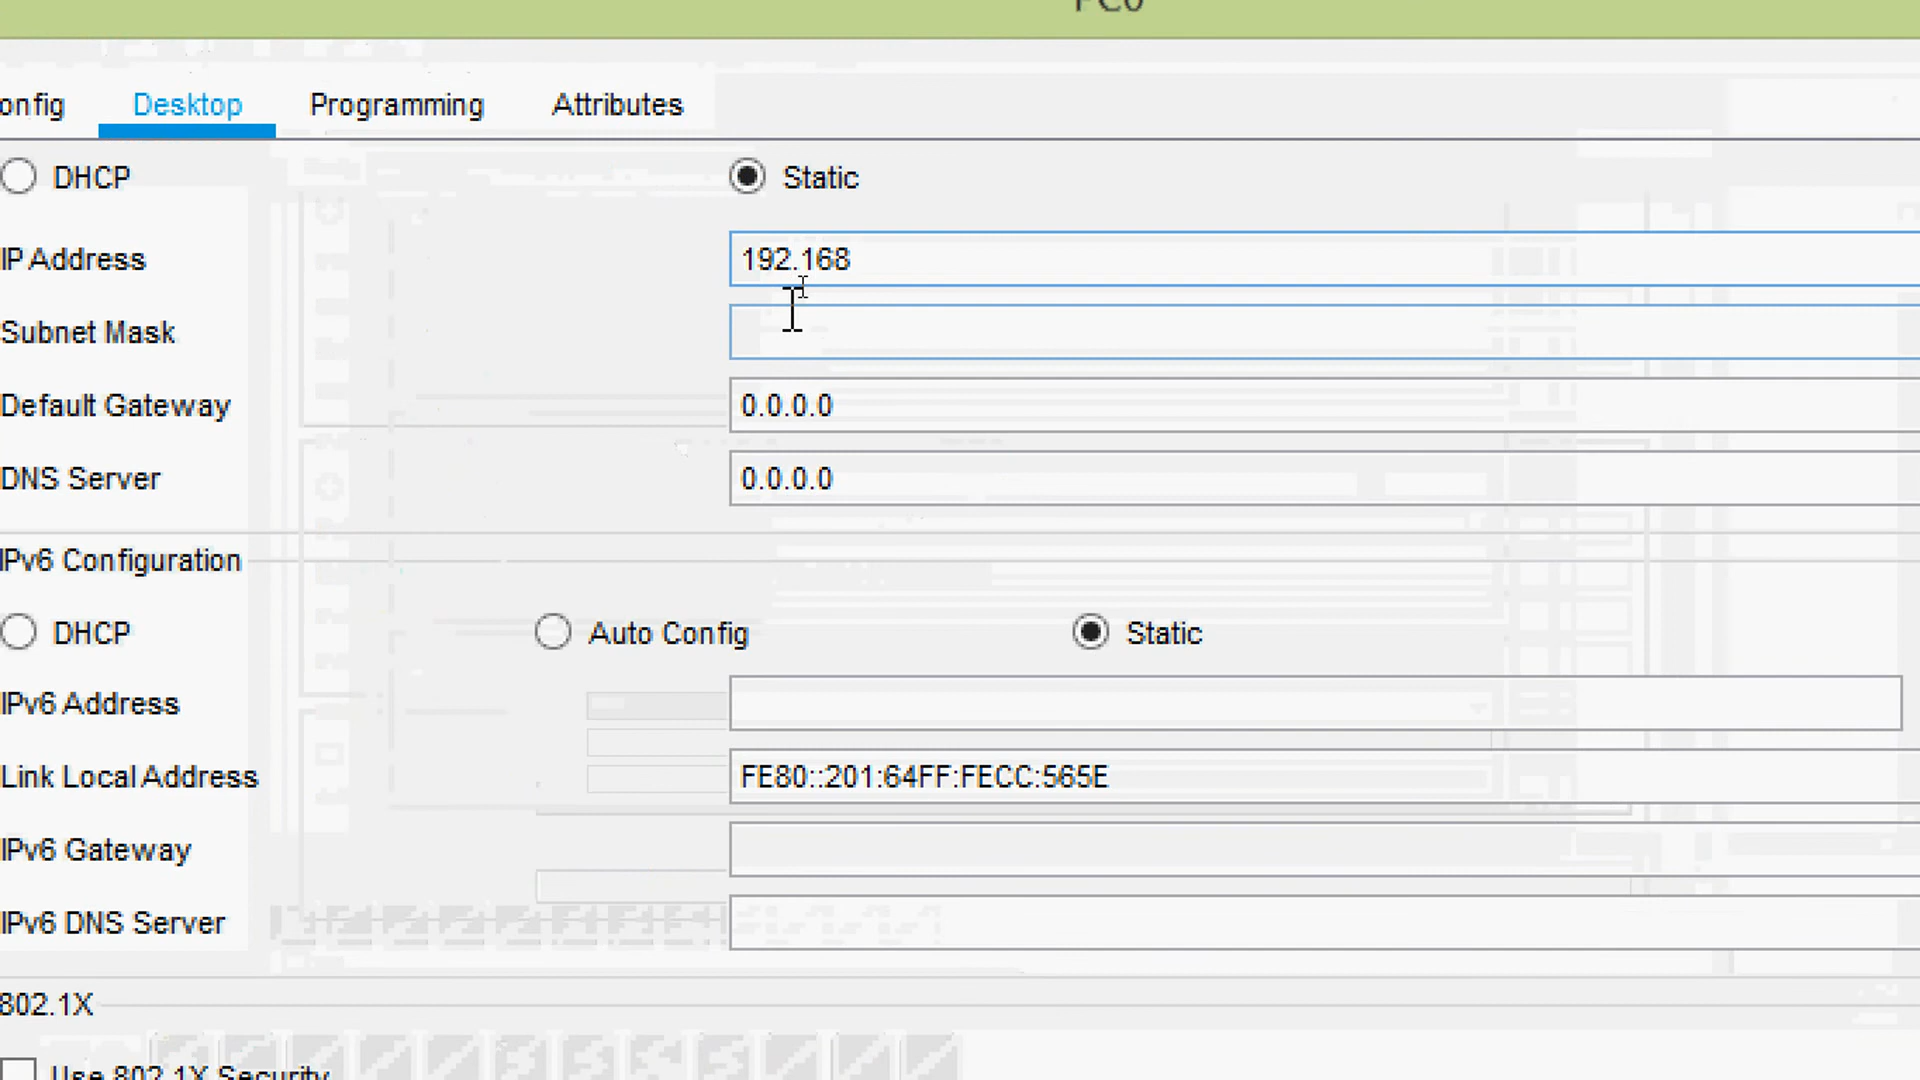 PC0
onfig Desktop Programming Attributes
DHCP Static
IP Address 192.168
Subnet Mask
Default Gateway 0.0.0.0
DNS Server 0.0.0.0
IPv6 Configuration
DHCP Auto Config Static
IPv6 Address
Link Local Address FE80::201:64FF:FECC:565E
IPv6 Gateway
IPv6 DNS Server
802.1X
Use 802.1X Security